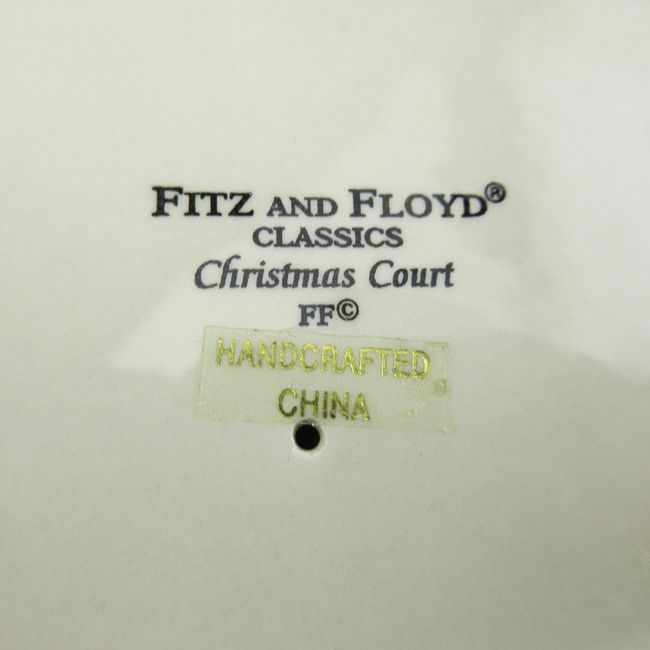 FITZ AND FLOYD®
CLASSICS
Christmas Court
FF©
HANDCRAFTED
CHINA